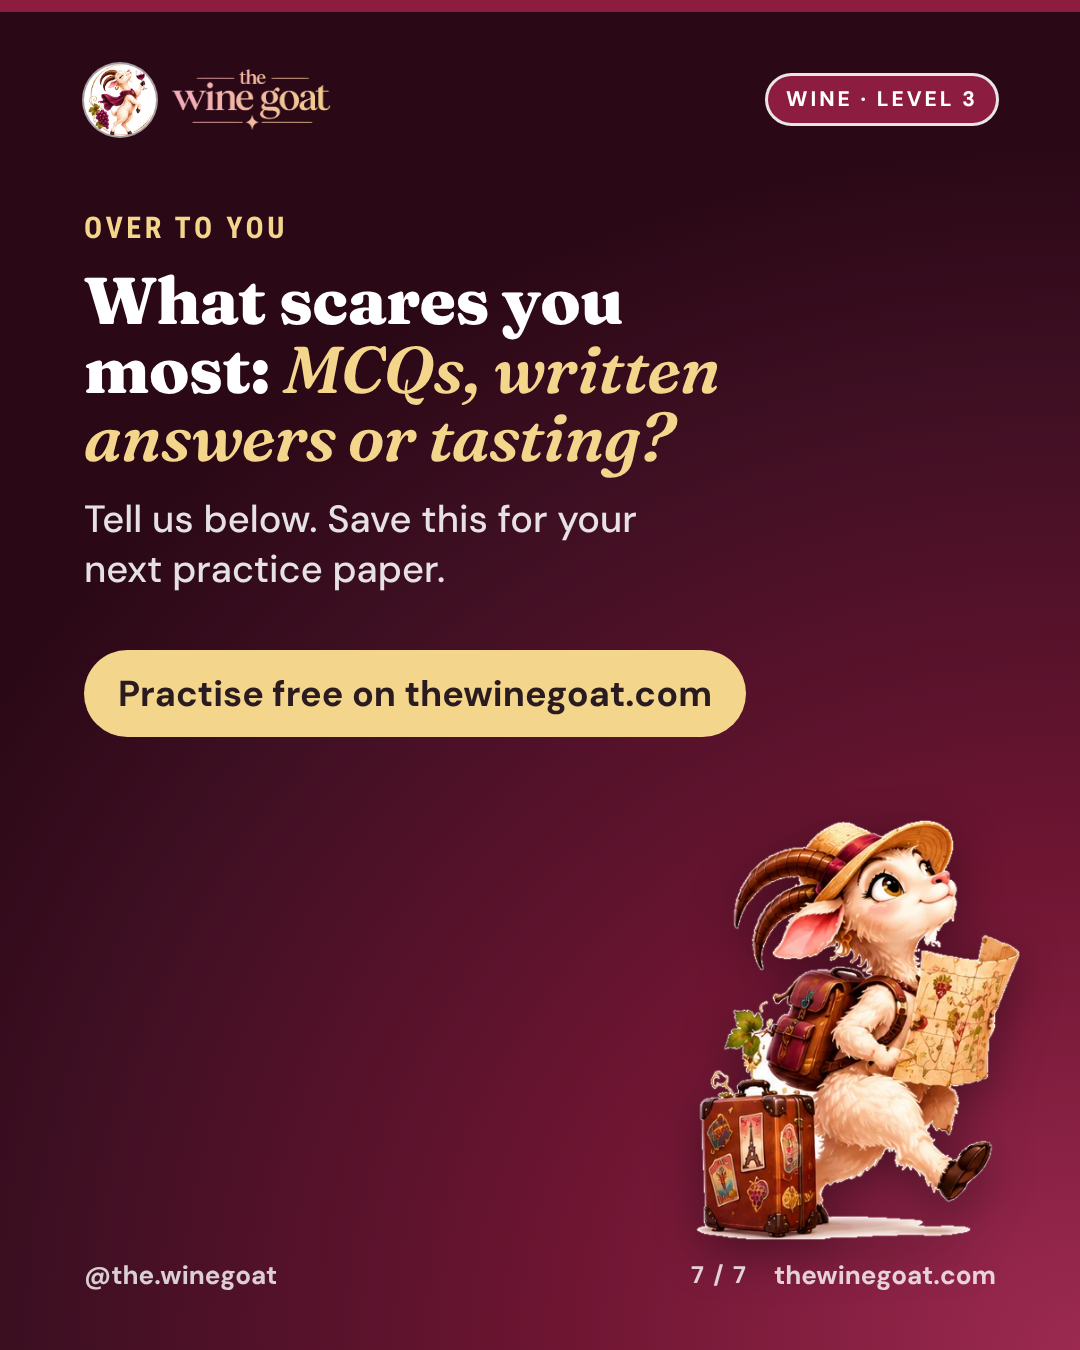 the
wine goat
WINE · LEVEL 3
OVER TO YOU
What scares you
most: MCQs, written
answers or tasting?
Tell us below. Save this for your
next practice paper.
Practise free on thewinegoat.com
@the.winegoat
7 / 7
thewinegoat.com